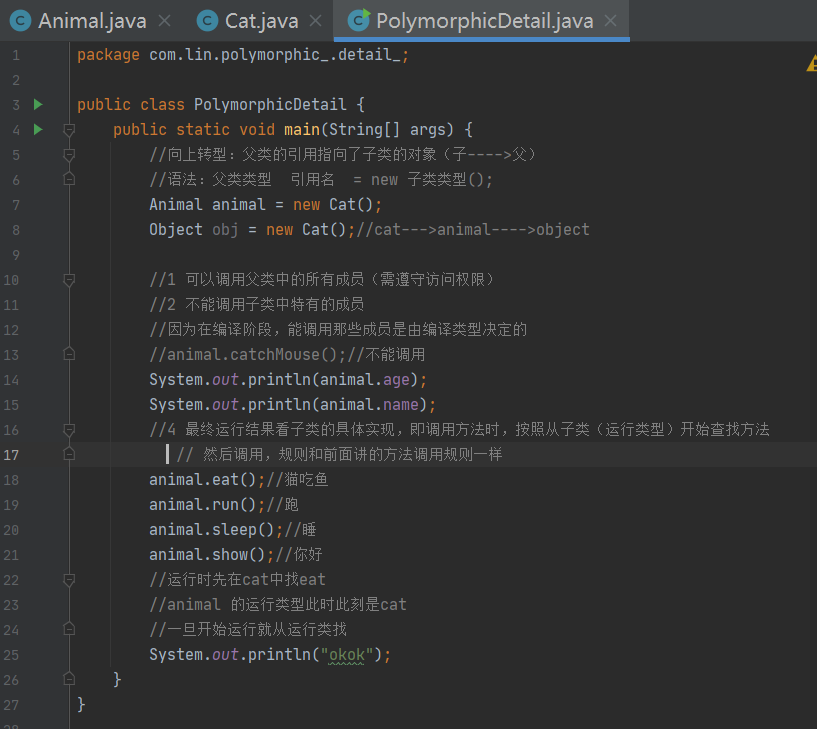 Animal.java × Cat.java × PolymorphicDetail.java ×
1 package com.lin.polymorphic_.detail_;
2
3 public class PolymorphicDetail {
4 public static void main(String[] args) {
5 //向上转型：父类的引用指向了子类的对象（子---->父）
6 //语法：父类类型  引用名  = new 子类类型();
7 Animal animal = new Cat();
8 Object obj = new Cat();//cat--->animal---->object
9
10 //1 可以调用父类中的所有成员（需遵守访问权限）
11 //2 不能调用子类中特有的成员
12 //因为在编译阶段，能调用那些成员是由编译类型决定的
13 //animal.catchMouse();//不能调用
14 System.out.println(animal.age);
15 System.out.println(animal.name);
16 //4 最终运行结果看子类的具体实现，即调用方法时，按照从子类（运行类型）开始查找方法
17 // 然后调用，规则和前面讲的方法调用规则一样
18 animal.eat();//猫吃鱼
19 animal.run();//跑
20 animal.sleep();//睡
21 animal.show();//你好
22 //运行时先在cat中找eat
23 //animal 的运行类型此时此刻是cat
24 //一旦开始运行就从运行类找
25 System.out.println("okok");
26 }
27 }
28